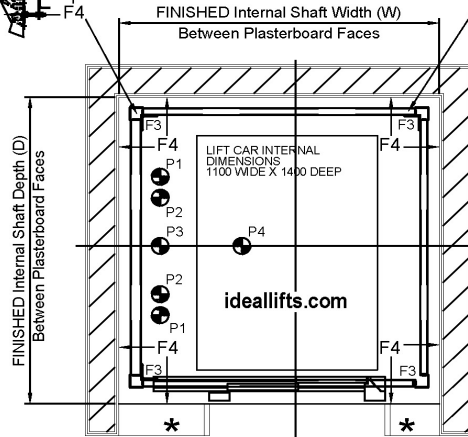 F4
FINISHED Internal Shaft Width (W)
Between Plasterboard Faces
FINISHED Internal Shaft Depth (D)
Between Plasterboard Faces
F3
F3
F4
F4
P1
LIFT CAR INTERNAL
DIMENSIONS
1100 WIDE X 1400 DEEP
P2
P3
P4
P2
ideallifts.com
P1
F4
F4
F3
F3
*
*